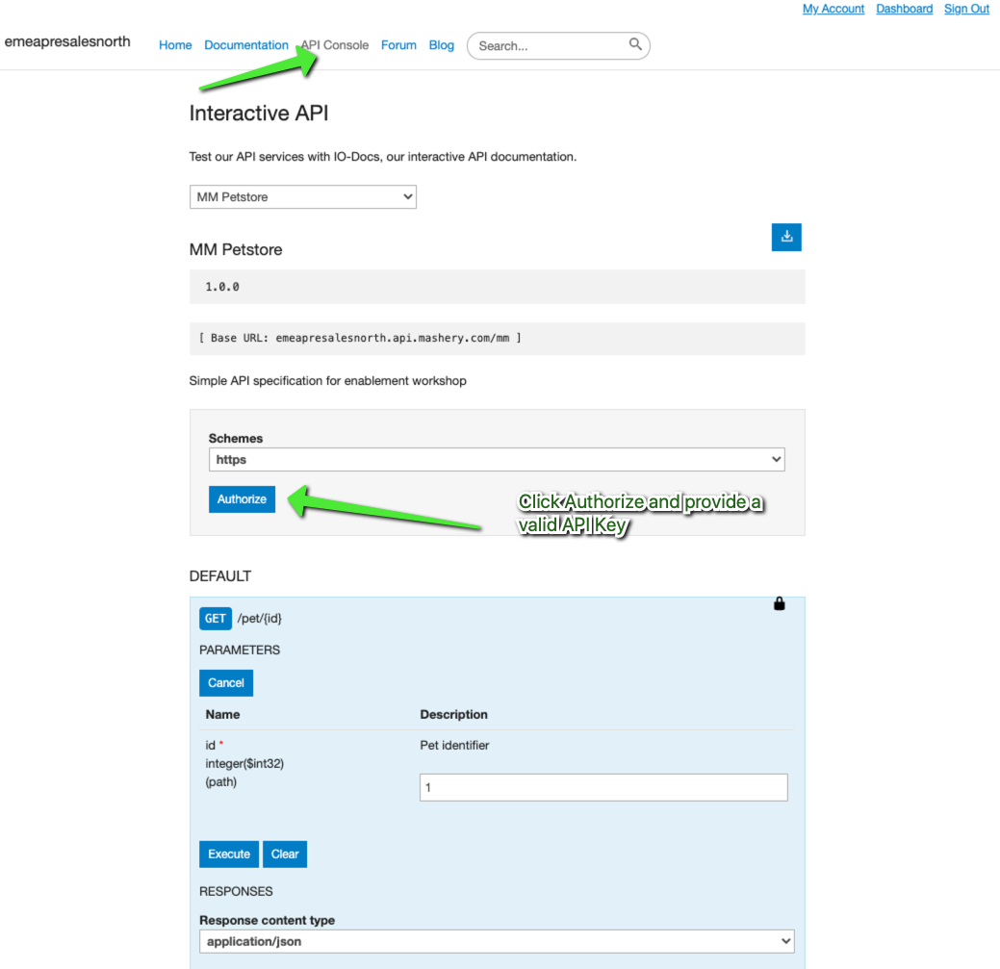 My Account Dashboard Sign Out
emeapresalesnorth Home Documentation API Console Forum Blog Search...
Interactive API
Test our API services with IO-Docs, our interactive API documentation.
MM Petstore
MM Petstore
1.0.0
[ Base URL: emeapresalesnorth.api.mashery.com/mm ]
Simple API specification for enablement workshop
Schemes
https
Authorize
Click Authorize and provide a
valid API Key
DEFAULT
GET /pet/{id}
PARAMETERS
Cancel
Name Description
id * Pet identifier
integer($int32)
(path)
1
Execute Clear
RESPONSES
Response content type
application/json